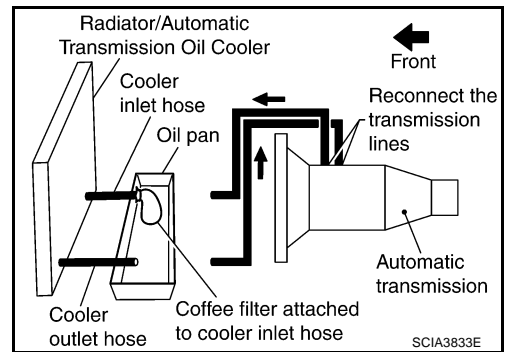 Radiator/Automatic
Transmission Oil Cooler
Cooler
inlet hose
Oil pan
Front
Reconnect the
transmission
lines
Automatic
transmission
Coffee filter attached
to cooler inlet hose
Cooler
outlet hose
SCIA3833E